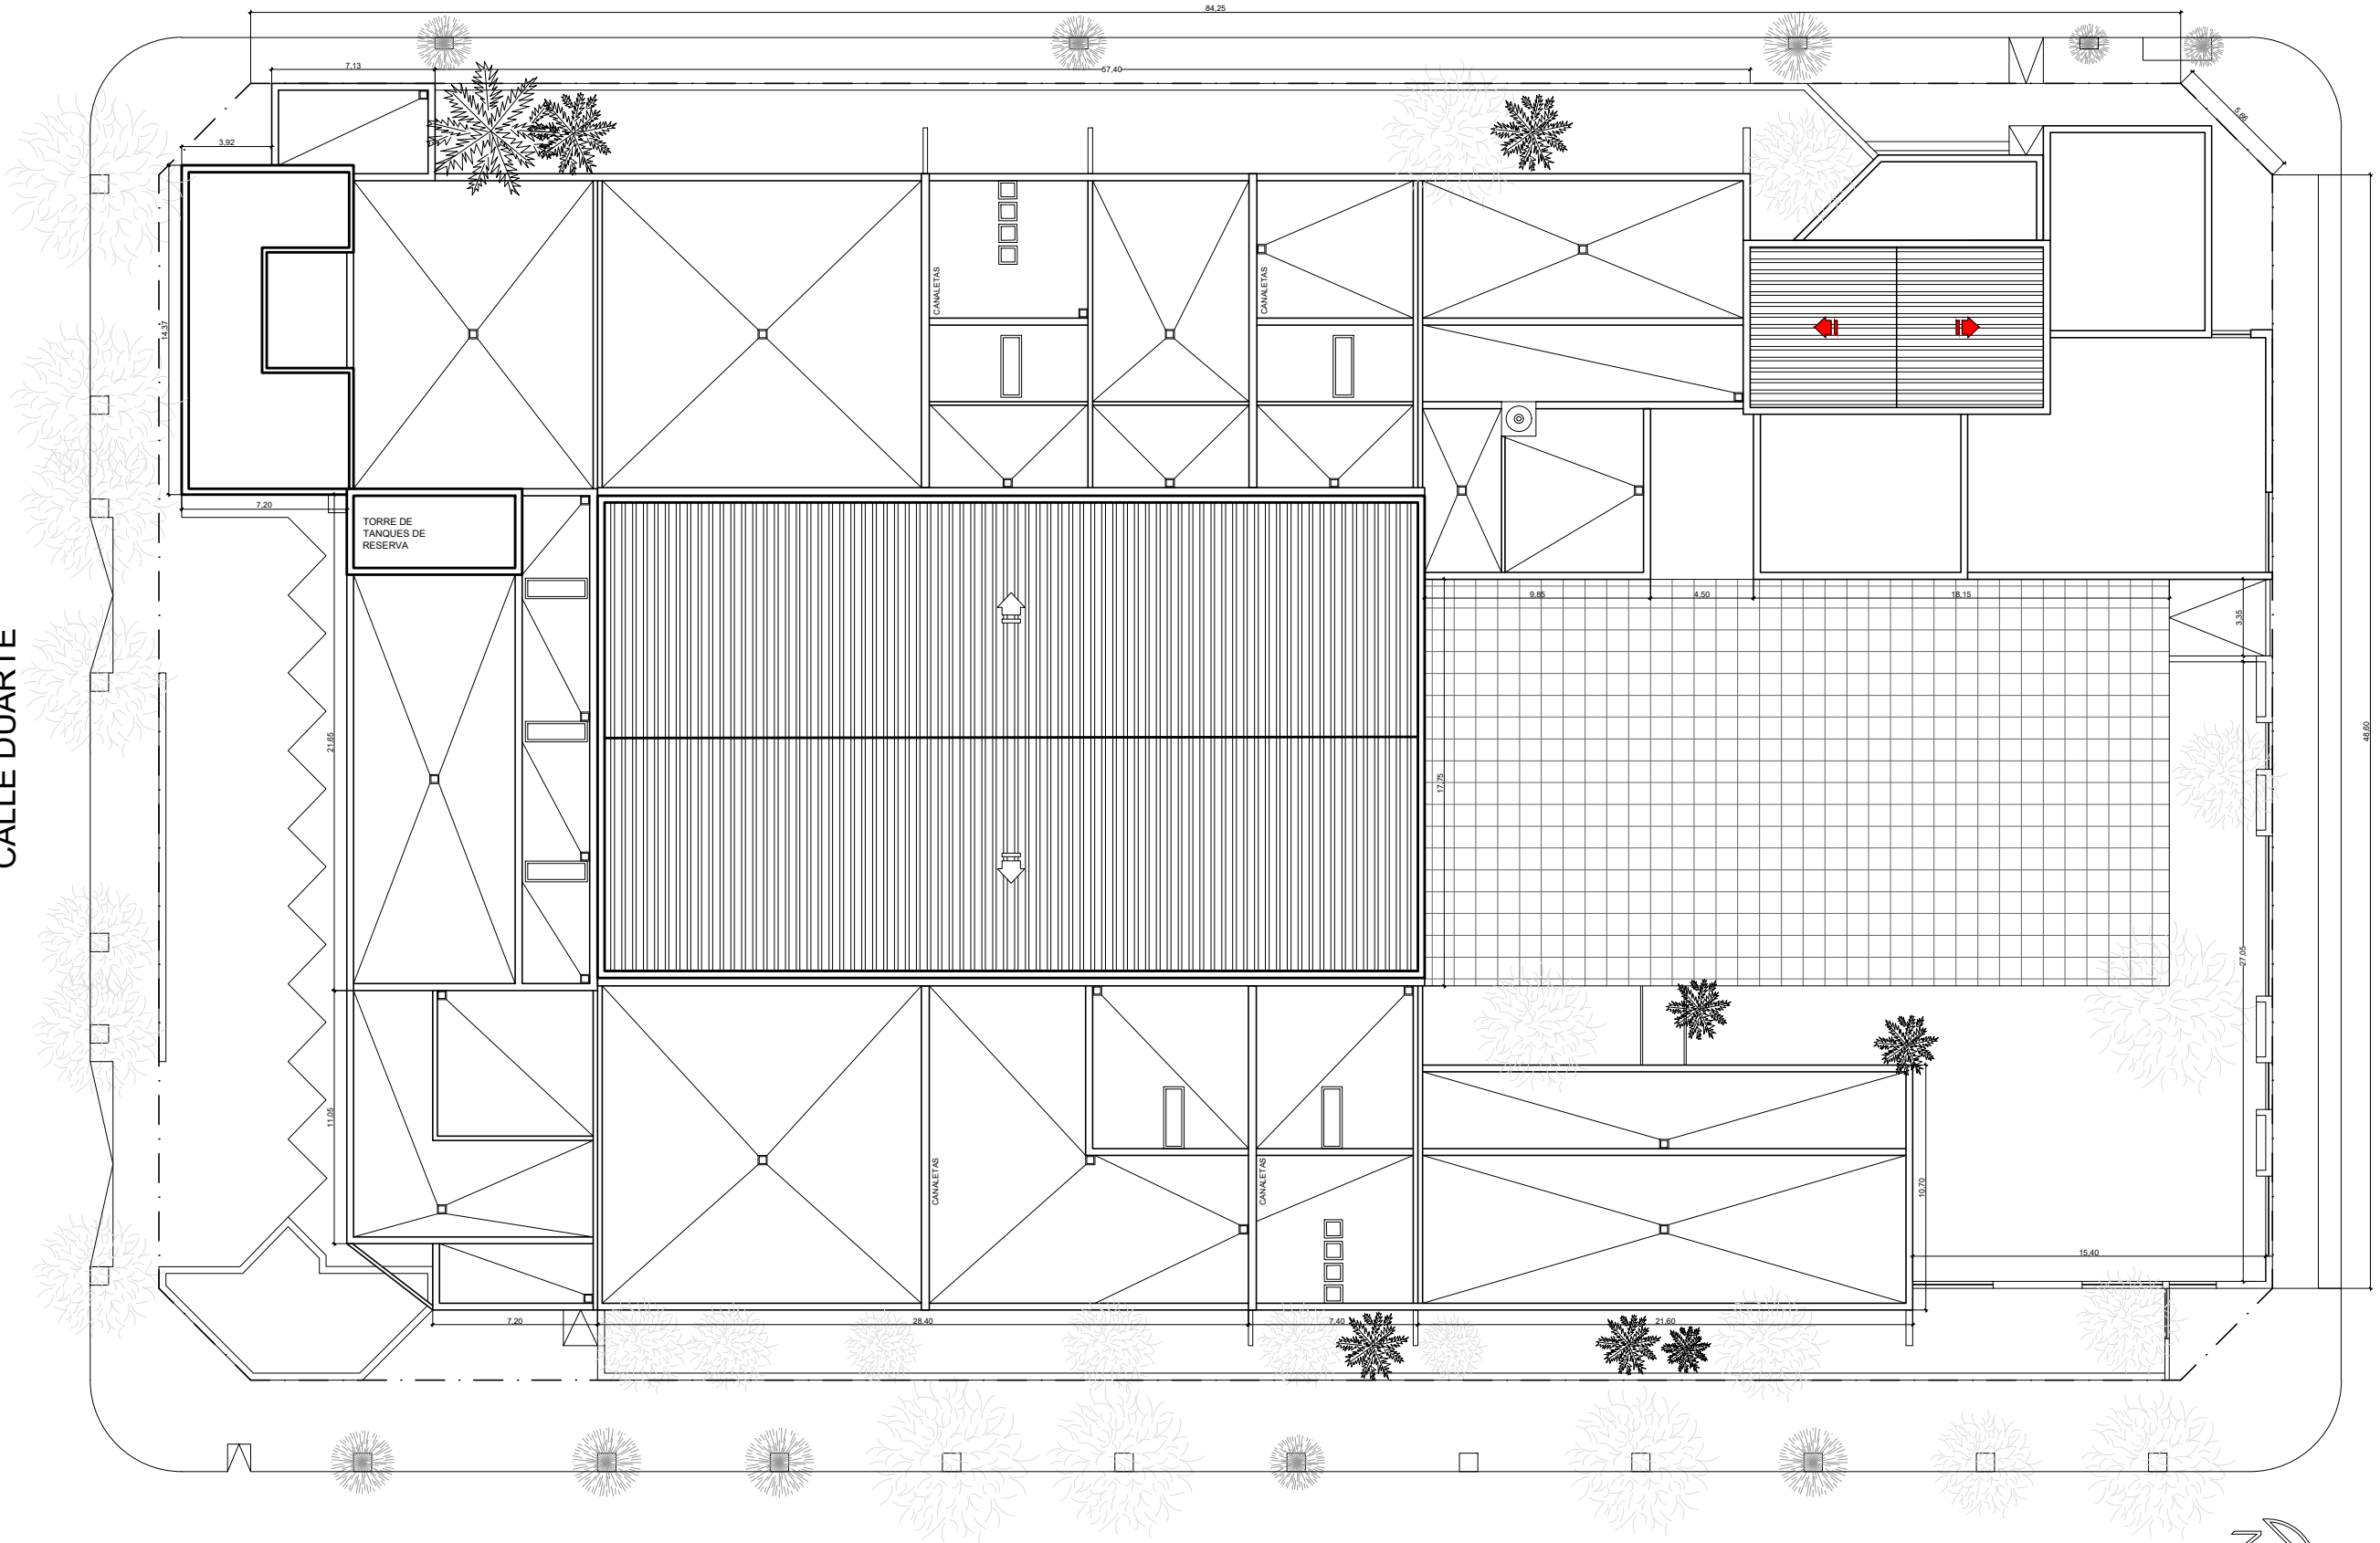 84,25
7,13
57,40
5,66
3,92
14,37
CANALETAS
CANALETAS
7,20
TORRE DE
TANQUES DE
RESERVA
9,85
4,50
18,15
3,35
CALLE DUARTE
21,65
17,75
48,60
27,05
11,05
CANALETAS
CANALETAS
10,70
15,40
7,20
28,40
7,40
21,60